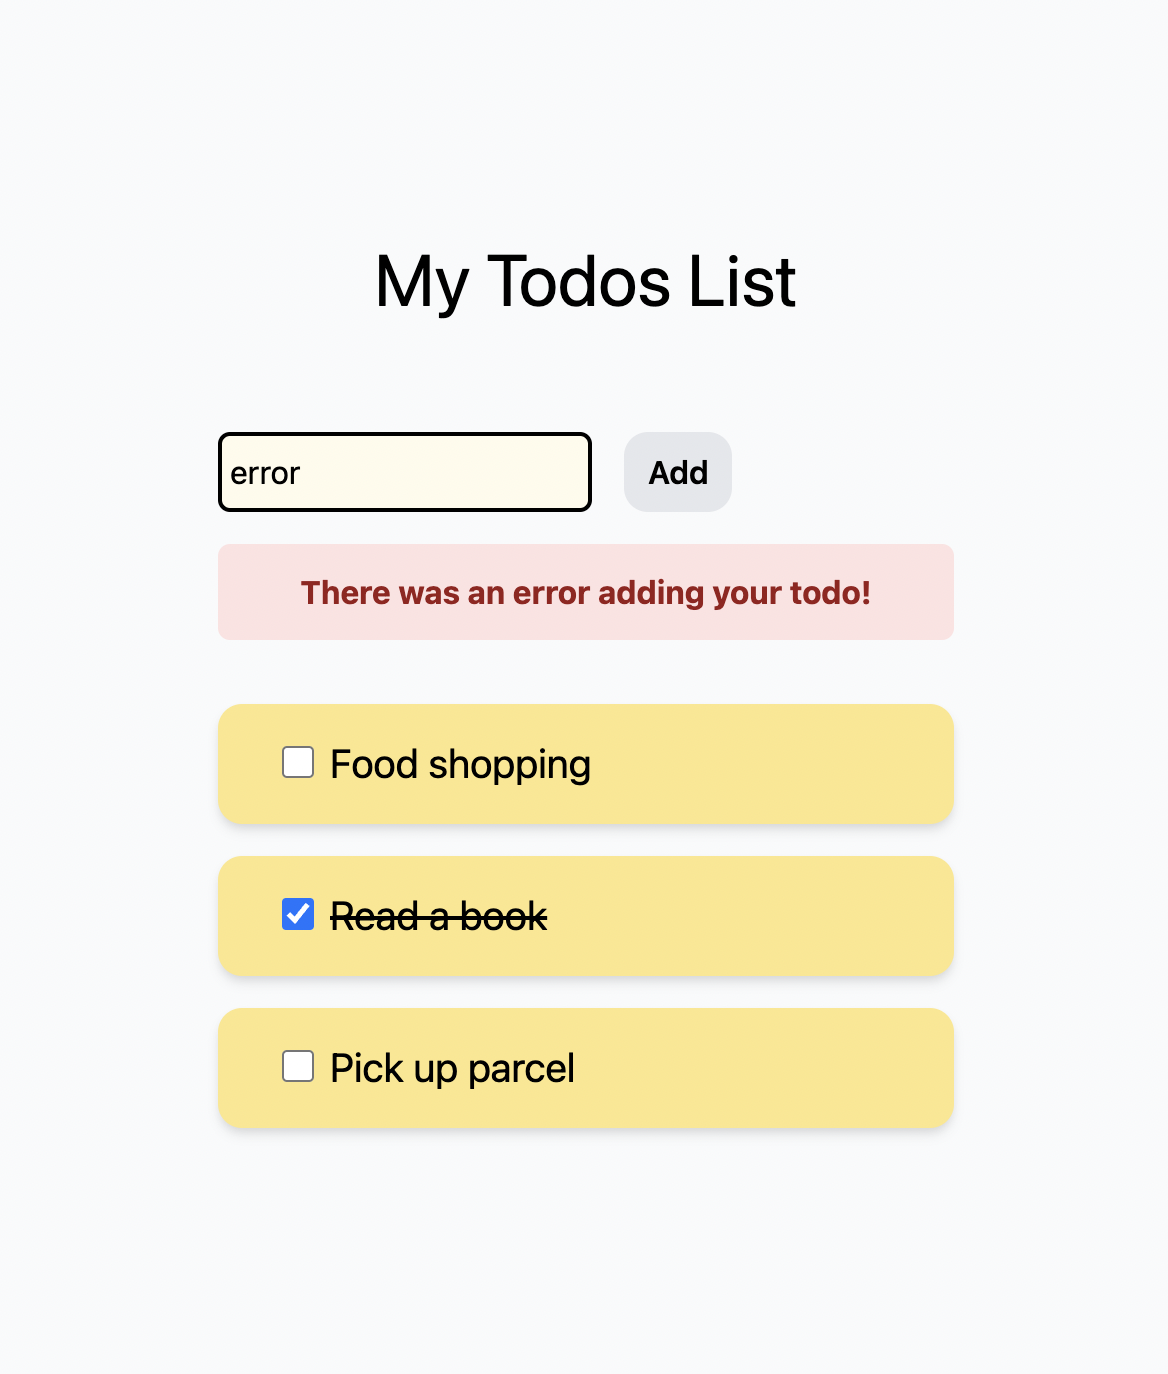 My Todos List
error
Add
There was an error adding your todo!
Food shopping
Read a book
Pick up parcel